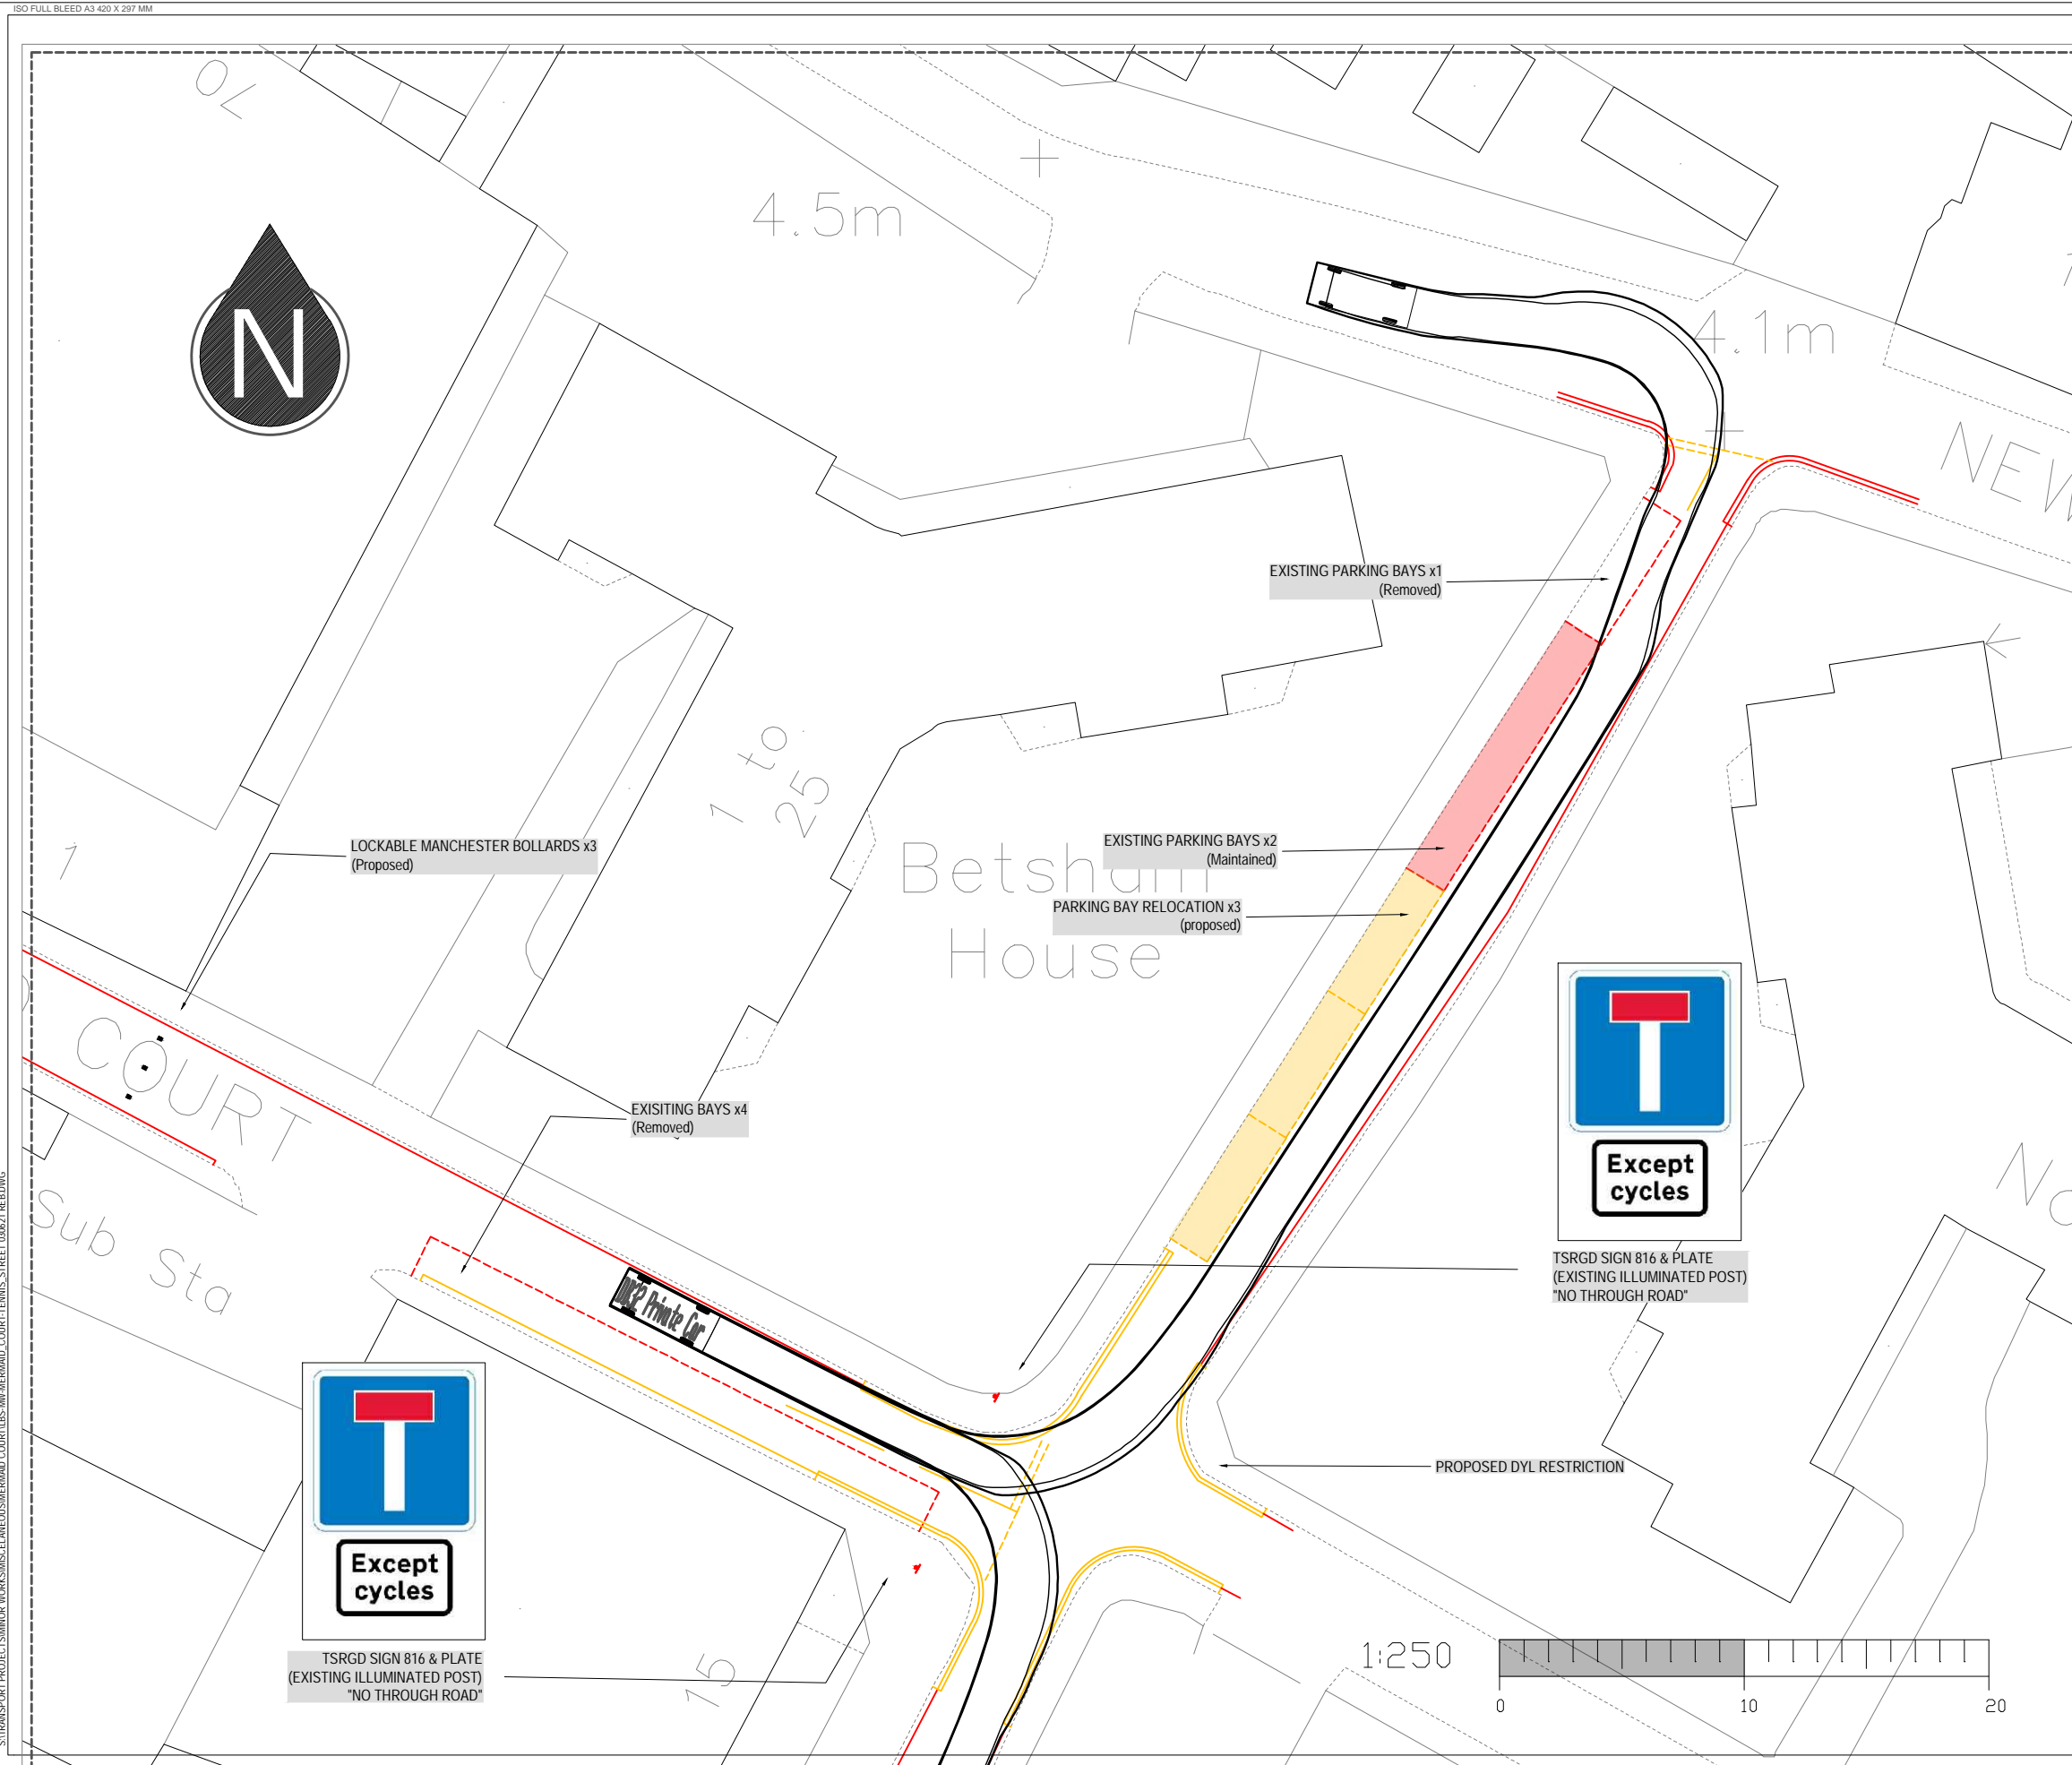 ISO FULL BLEED A3 420 X 297 MM
70
4.5m
N
4.1m
NEW
EXISTING PARKING BAYS x1
(Removed)
1 to
25
LOCKABLE MANCHESTER BOLLARDS x3
(Proposed)
1
Betsham
House
EXISTING PARKING BAYS x2
(Maintained)
PARKING BAY RELOCATION x3
(proposed)
COURT
EXISITING BAYS x4
(Removed)
Except
cycles
TSRGD SIGN 816 & PLATE
(EXISTING ILLUMINATED POST)
"NO THROUGH ROAD"
Sub Sta
DB32 Private Car
No
Except
cycles
TSRGD SIGN 816 & PLATE
(EXISTING ILLUMINATED POST)
"NO THROUGH ROAD"
PROPOSED DYL RESTRICTION
15
1:250
0 10 20